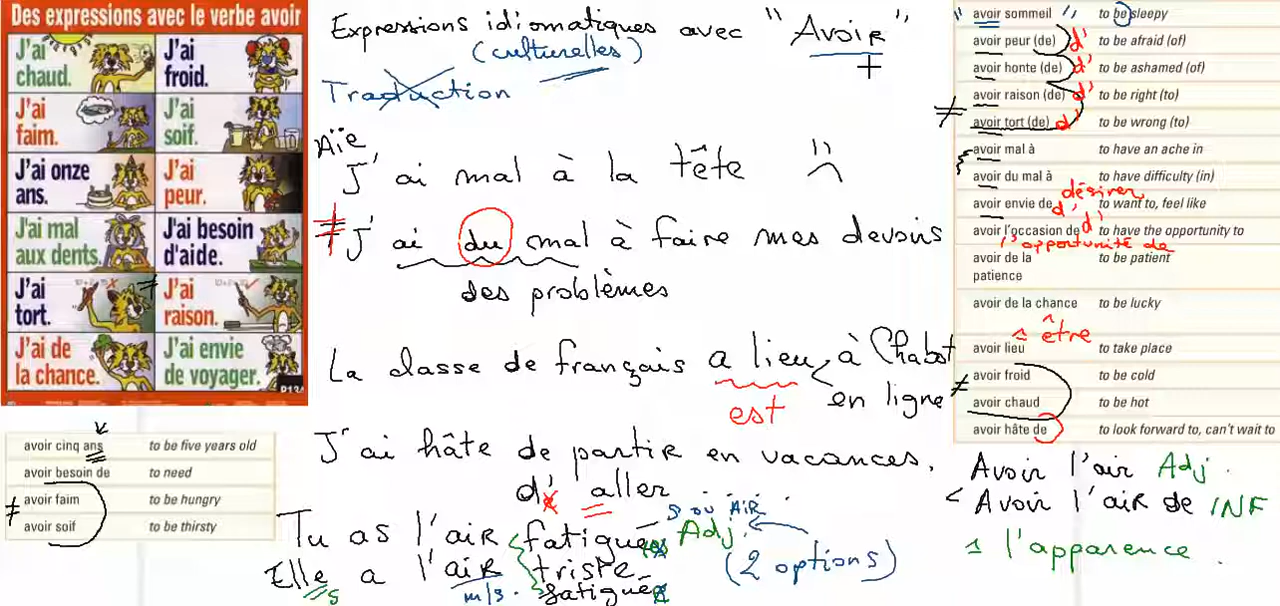 Des expressions avec le verbe avoir
J'ai chaud.
J'ai froid.
J'ai faim.
J'ai soif.
J'ai onze ans.
J'ai peur.
J'ai mal aux dents.
J'ai besoin d'aide.
J'ai tort.
J'ai raison.
J'ai de la chance.
J'ai envie de voyager.
avoir cinq ans to be five years old
avoir besoin de to need
≠ avoir faim to be hungry
avoir soif to be thirsty
Expressions idiomatiques avec "Avoir"
(culturelles) +
Traduction
Aïe
J'ai mal à la tête
≠ J'ai du mal à faire mes devoirs
des problèmes
La classe de français a lieu à Chabot
est en ligne
J'ai hâte de partir en vacances.
d' aller
S ou AIR
Tu as l'air fatigué Adj.
Elle a l'air triste (2 options)
m/s. fatigué
"avoir sommeil" to be sleepy
avoir peur (de) d' to be afraid (of)
avoir honte (de) d' to be ashamed (of)
avoir raison (de) d' to be right (to)
≠ avoir tort (de) d' to be wrong (to)
avoir mal à to have an ache in
avoir du mal à to have difficulty (in)
désirer
avoir envie de d' to want to, feel like
avoir l'occasion de d' to have the opportunity to
l'opportunité de
avoir de la patience to be patient
avoir de la chance to be lucky
être
avoir lieu to take place
≠ avoir froid to be cold
avoir chaud to be hot
avoir hâte de to look forward to, can't wait to
Avoir l'air Adj.
< Avoir l'air de INF
l'apparence.